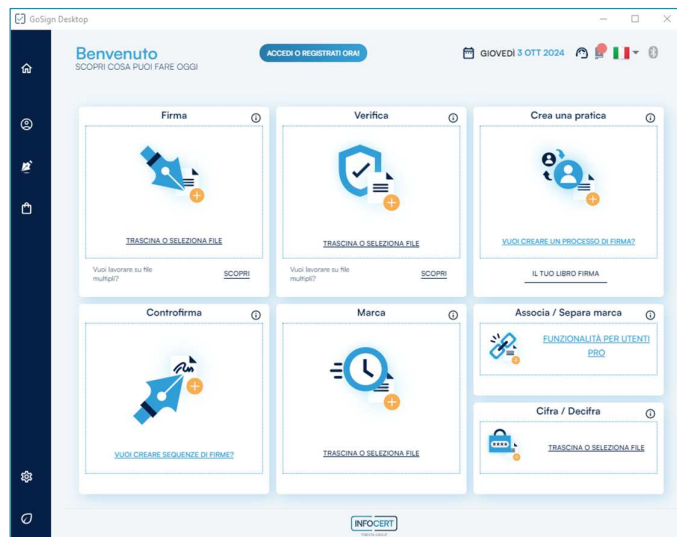 GoSign Desktop
Benvenuto
SCOPRI COSA PUOI FARE OGGI
ACCEDI O REGISTRATI ORA!
GIOVEDÌ 3 OTT 2024
Firma
TRASCINA O SELEZIONA FILE
Vuoi lavorare su file
multipli?
SCOPRI
Verifica
TRASCINA O SELEZIONA FILE
Vuoi lavorare su file
multipli?
SCOPRI
Crea una pratica
VUOI CREARE UN PROCESSO DI FIRMA?
IL TUO LIBRO FIRMA
Controfirma
VUOI CREARE SEQUENZE DI FIRME?
Marca
TRASCINA O SELEZIONA FILE
Associa / Separa marca
FUNZIONALITÀ PER UTENTI
PRO
Cifra / Decifra
TRASCINA O SELEZIONA FILE
INFOCERT